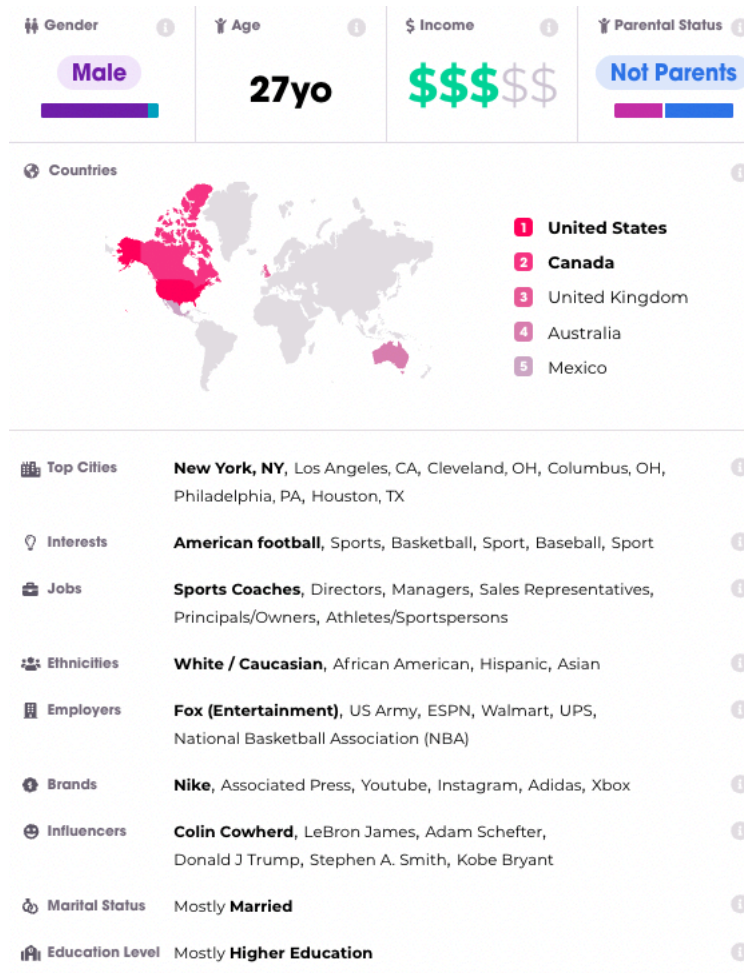 Gender
Age
$ Income
Parental Status
Male
27yo
$$$$$
Not Parents
Countries
1 United States
2 Canada
3 United Kingdom
4 Australia
5 Mexico
Top Cities New York, NY, Los Angeles, CA, Cleveland, OH, Columbus, OH,
Philadelphia, PA, Houston, TX
Interests American football, Sports, Basketball, Sport, Baseball, Sport
Jobs Sports Coaches, Directors, Managers, Sales Representatives,
Principals/Owners, Athletes/Sportspersons
Ethnicities White / Caucasian, African American, Hispanic, Asian
Employers Fox (Entertainment), US Army, ESPN, Walmart, UPS,
National Basketball Association (NBA)
Brands Nike, Associated Press, Youtube, Instagram, Adidas, Xbox
Influencers Colin Cowherd, LeBron James, Adam Schefter,
Donald J Trump, Stephen A. Smith, Kobe Bryant
Marital Status Mostly Married
Education Level Mostly Higher Education